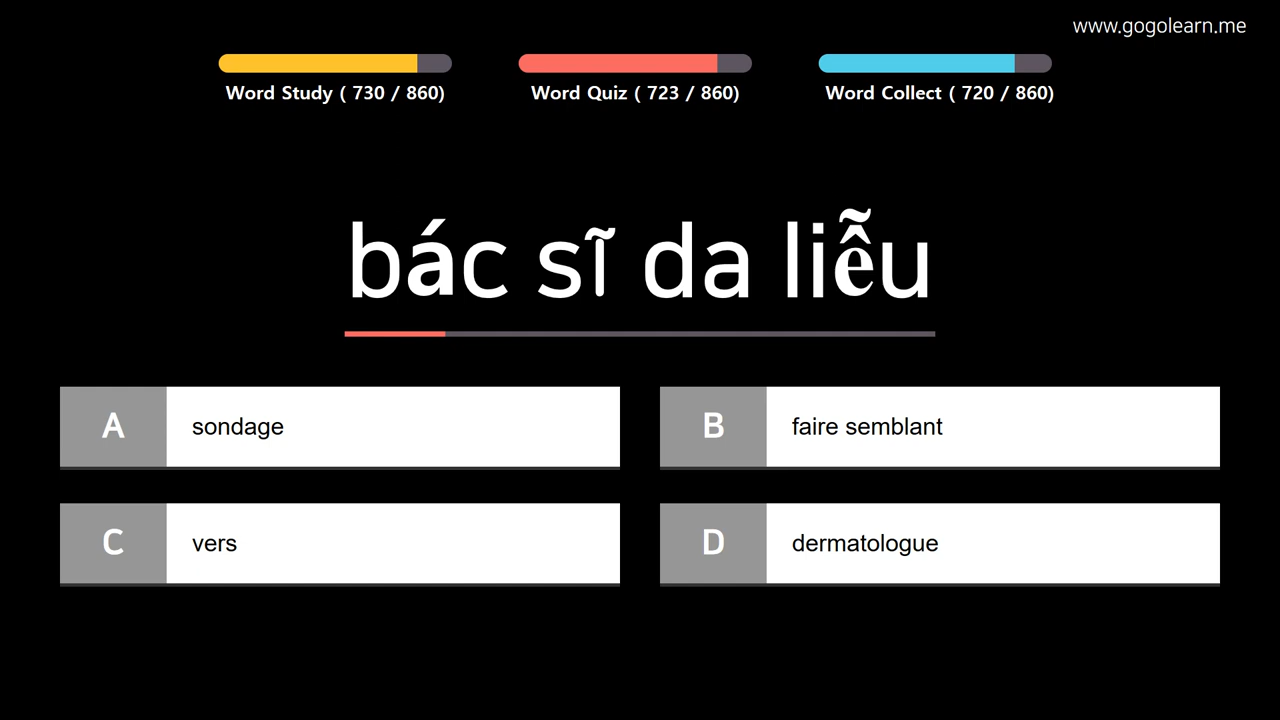 www.gogolearn.me
Word Study ( 730 / 860)
Word Quiz ( 723 / 860)
Word Collect ( 720 / 860)
bác sĩ da liễu
A sondage
B faire semblant
C vers
D dermatologue